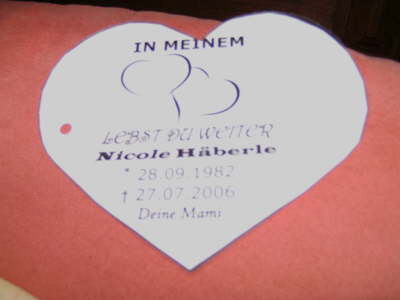 IN MEINEM
LEBST DU WEITER
Nicole Häberle
* 28.09.1982
† 27.07.2006
Deine Mami